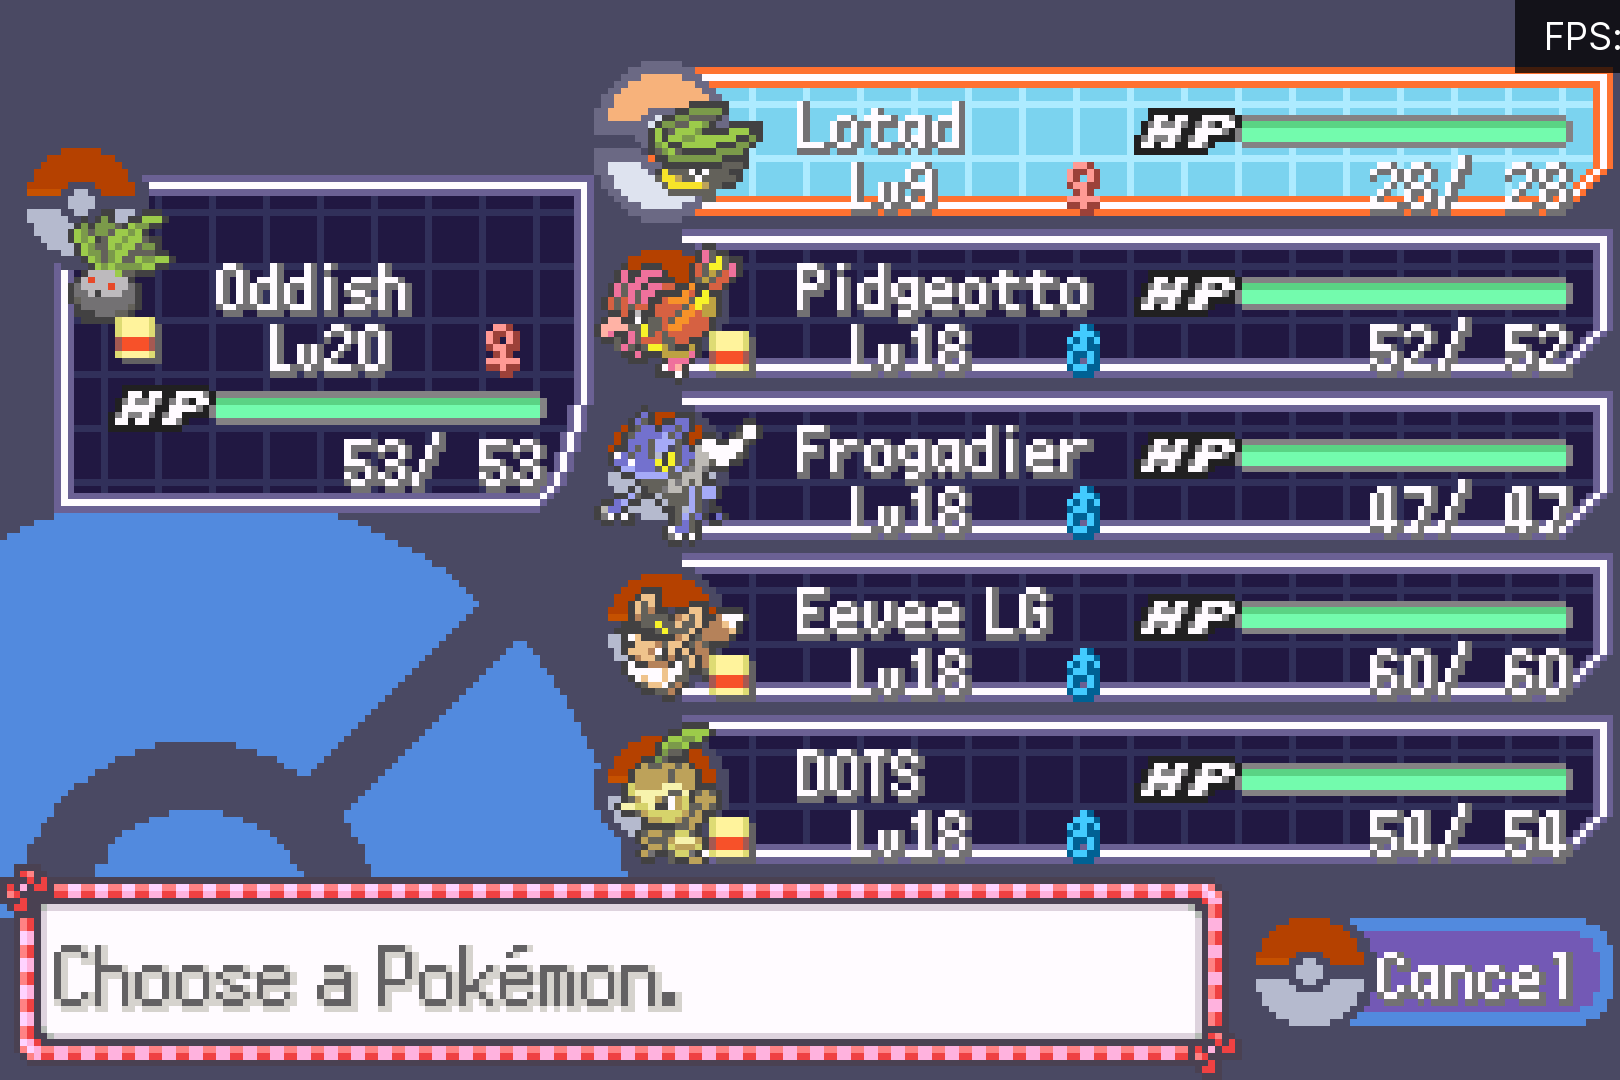 FPS:
Oddish
Lv20 ♀
HP
53/ 53
Lotad HP
Lv9 ♀ 28/ 28
Pidgeotto HP
Lv18 ♂ 52/ 52
Frogadier HP
Lv18 ♂ 47/ 47
Eevee LG HP
Lv18 ♂ 60/ 60
DOTS HP
Lv18 ♂ 54/ 54
Choose a Pokémon.
Cancel